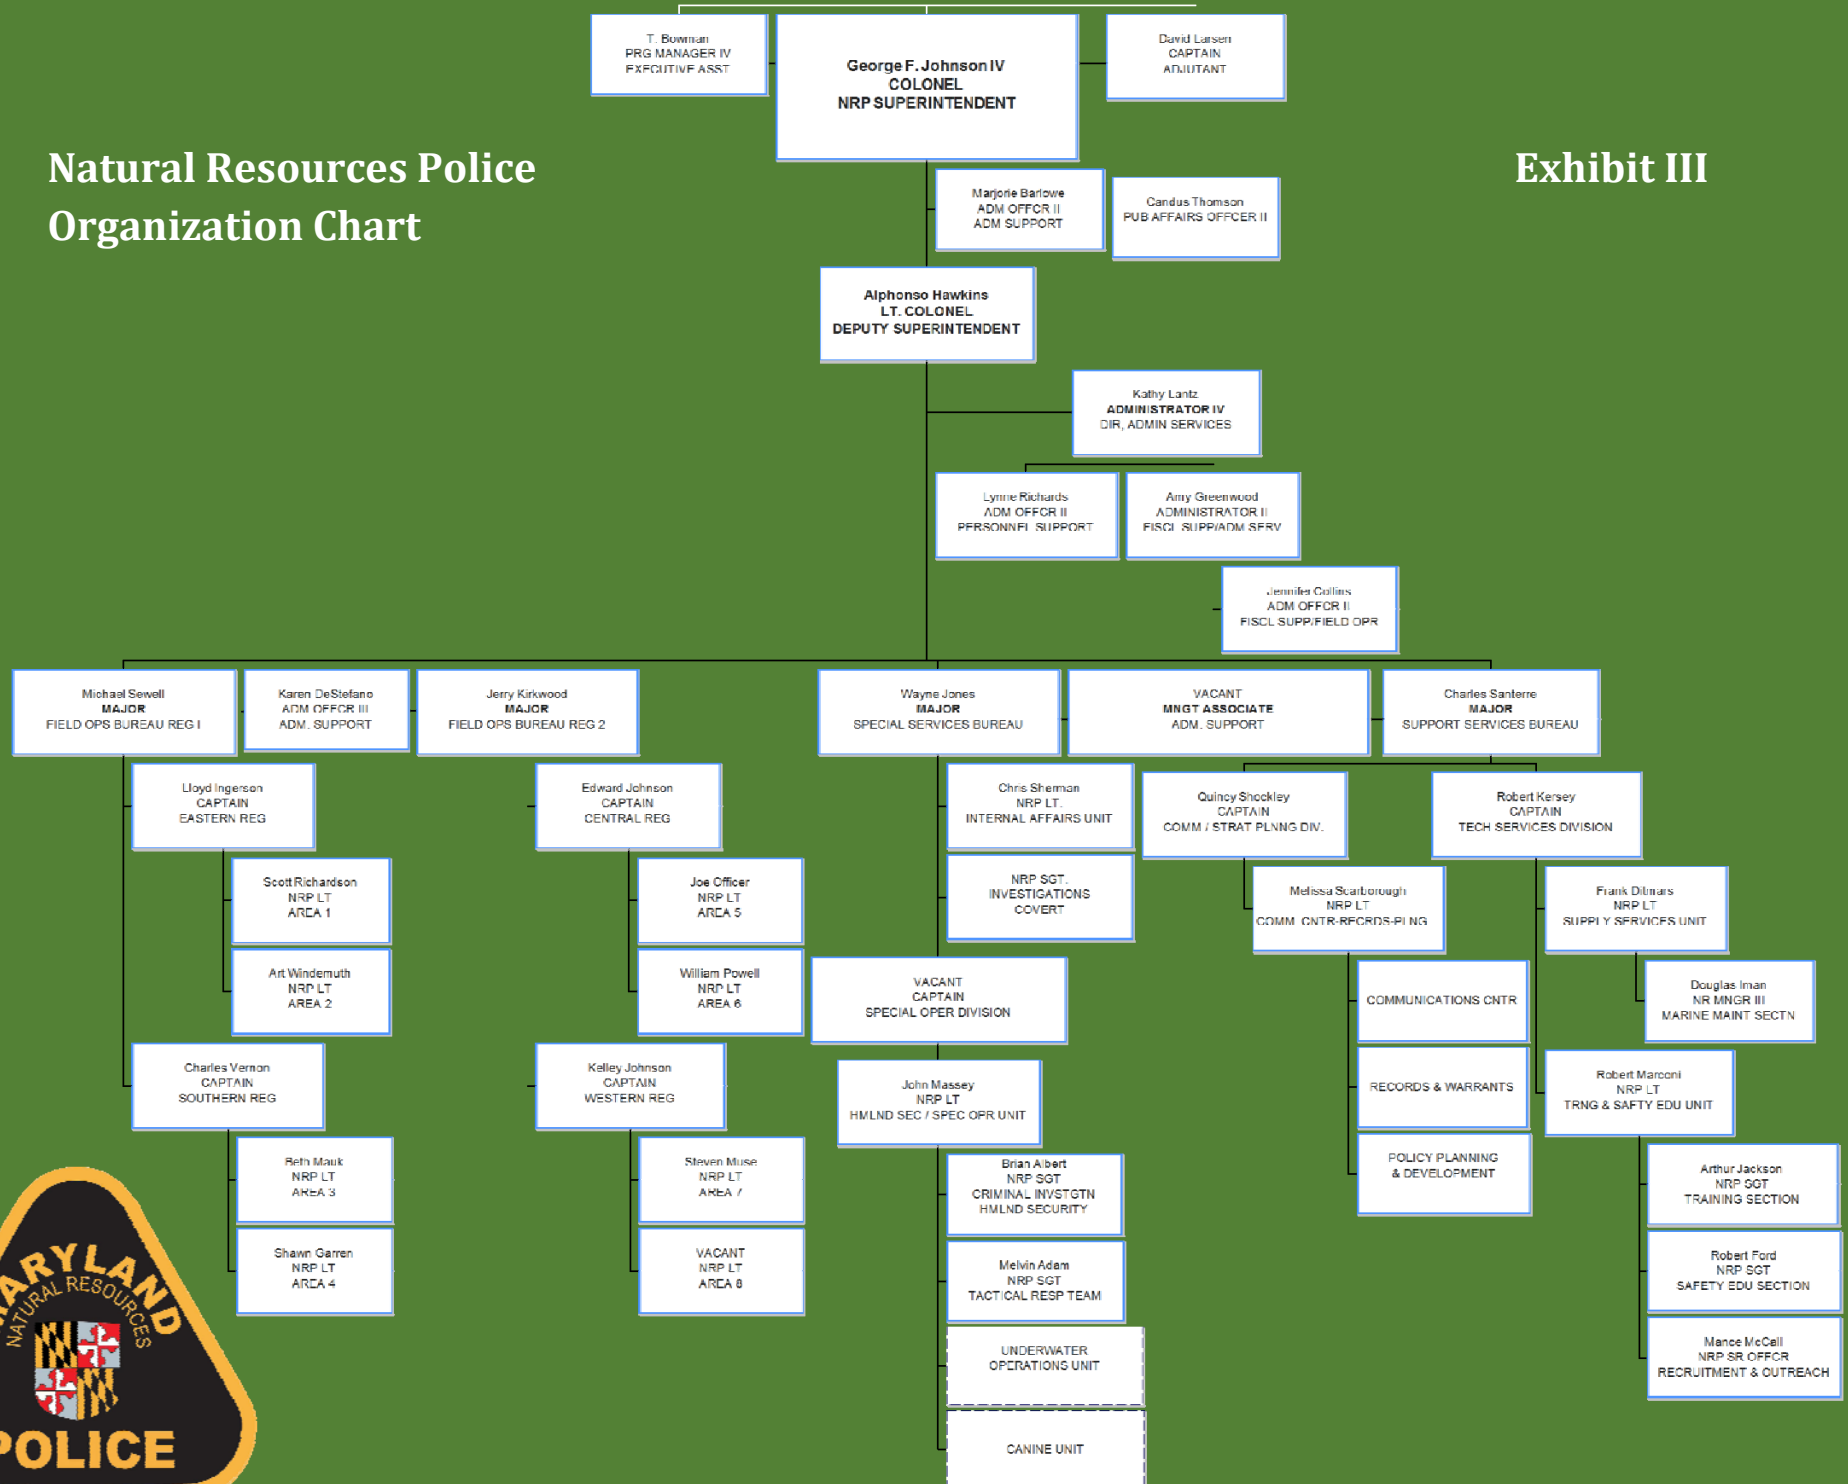 T. Bowman
PRG MANAGER IV
EXECUTIVE ASST
George F. Johnson IV
COLONEL
NRP SUPERINTENDENT
David Larsen
CAPTAIN
ADJUTANT
Natural Resources Police
Organization Chart
Exhibit III
Marjorie Barlowe
ADM OFFCR II
ADM SUPPORT
Candus Thomson
PUB AFFAIRS OFFCER II
Alphonso Hawkins
LT. COLONEL
DEPUTY SUPERINTENDENT
Kathy Lantz
ADMINISTRATOR IV
DIR, ADMIN SERVICES
Lynne Richards
ADM OFFCR II
PERSONNEL SUPPORT
Amy Greenwood
ADMINISTRATOR II
FISCL SUPP/ADM SERV
Jennifer Collins
ADM OFFCR II
FISCL SUPP/FIELD OPR
Michael Sewell
MAJOR
FIELD OPS BUREAU REG I
Karen DeStefano
ADM OFFCR III
ADM. SUPPORT
Jerry Kirkwood
MAJOR
FIELD OPS BUREAU REG 2
Wayne Jones
MAJOR
SPECIAL SERVICES BUREAU
VACANT
MNGT ASSOCIATE
ADM. SUPPORT
Charles Santerre
MAJOR
SUPPORT SERVICES BUREAU
Lloyd Ingerson
CAPTAIN
EASTERN REG
Scott Richardson
NRP LT
AREA 1
Art Windemuth
NRP LT
AREA 2
Charles Vernon
CAPTAIN
SOUTHERN REG
Beth Mauk
NRP LT
AREA 3
Shawn Garren
NRP LT
AREA 4
Edward Johnson
CAPTAIN
CENTRAL REG
Joe Officer
NRP LT
AREA 5
William Powell
NRP LT
AREA 6
Kelley Johnson
CAPTAIN
WESTERN REG
Steven Muse
NRP LT
AREA 7
VACANT
NRP LT
AREA 8
Chris Sherman
NRP LT.
INTERNAL AFFAIRS UNIT
NRP SGT.
INVESTIGATIONS
COVERT
VACANT
CAPTAIN
SPECIAL OPER DIVISION
John Massey
NRP LT
HMLND SEC / SPEC OPR UNIT
Brian Albert
NRP SGT
CRIMINAL INVSTGTN
HMLND SECURITY
Melvin Adam
NRP SGT
TACTICAL RESP TEAM
UNDERWATER
OPERATIONS UNIT
CANINE UNIT
Quincy Shockley
CAPTAIN
COMM / STRAT PLNNG DIV.
Melissa Scarborough
NRP LT
COMM. CNTR-RECRDS-PLNG
COMMUNICATIONS CNTR
RECORDS & WARRANTS
POLICY PLANNING
& DEVELOPMENT
Robert Kersey
CAPTAIN
TECH SERVICES DIVISION
Frank Ditmars
NRP LT
SUPPLY SERVICES UNIT
Douglas Iman
NR MNGR III
MARINE MAINT SECTN
Robert Marconi
NRP LT
TRNG & SAFTY EDU UNIT
Arthur Jackson
NRP SGT
TRAINING SECTION
Robert Ford
NRP SGT
SAFETY EDU SECTION
Mance McCall
NRP SR OFFCR
RECRUITMENT & OUTREACH
MARYLAND
NATURAL RESOURCES
POLICE